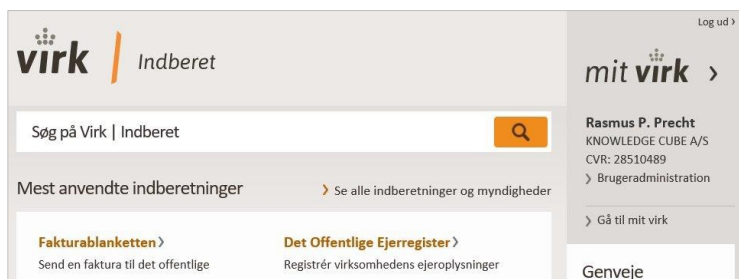 virk
Indberet
Søg på Virk | Indberet
Mest anvendte indberetninger
Se alle indberetninger og myndigheder
Fakturablanketten
Send en faktura til det offentlige
Det Offentlige Ejerregister
Registrér virksomhedens ejeroplysninger
Log ud
mit virk
Rasmus P. Precht
KNOWLEDGE CUBE A/S
CVR: 28510489
Brugeradministration
Gå til mit virk
Genveje